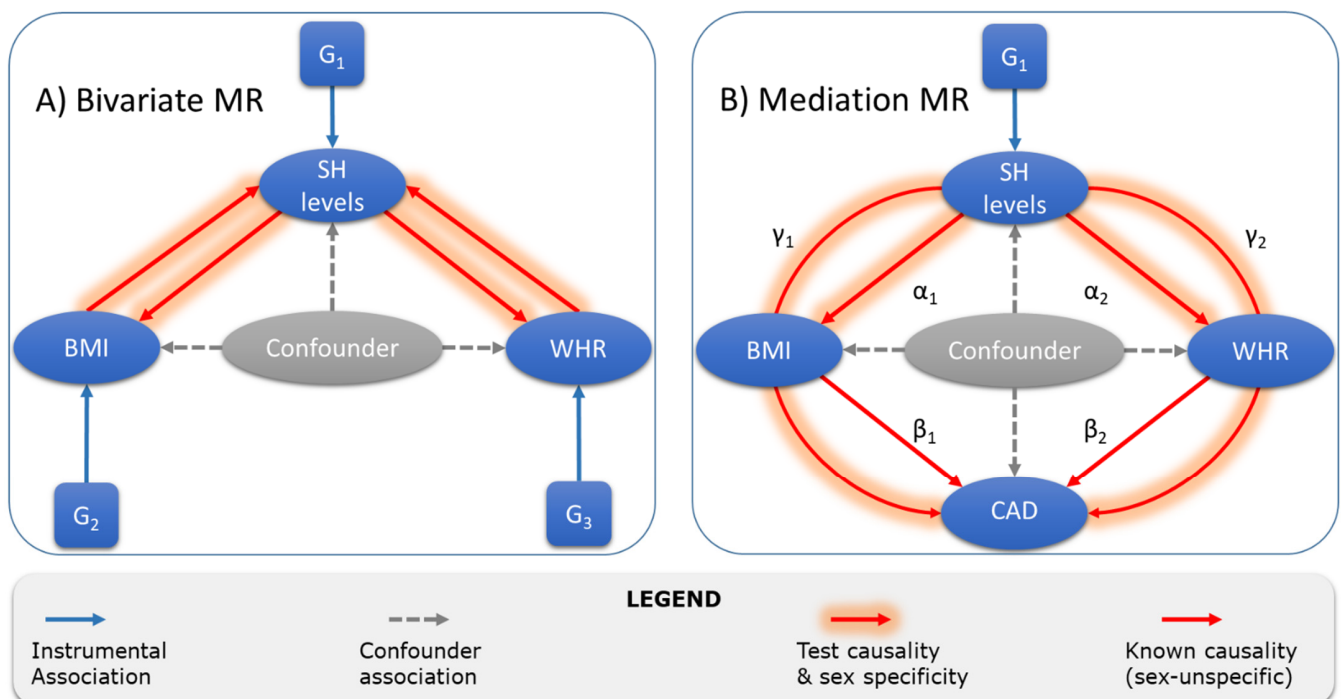 A) Bivariate MR
G₁
SH
levels
BMI
Confounder
WHR
G₂
G₃
B) Mediation MR
G₁
SH
levels
γ₁
γ₂
α₁
α₂
BMI
Confounder
WHR
β₁
β₂
CAD
LEGEND
Instrumental
Association
Confounder
association
Test causality
& sex specificity
Known causality
(sex-unspecific)